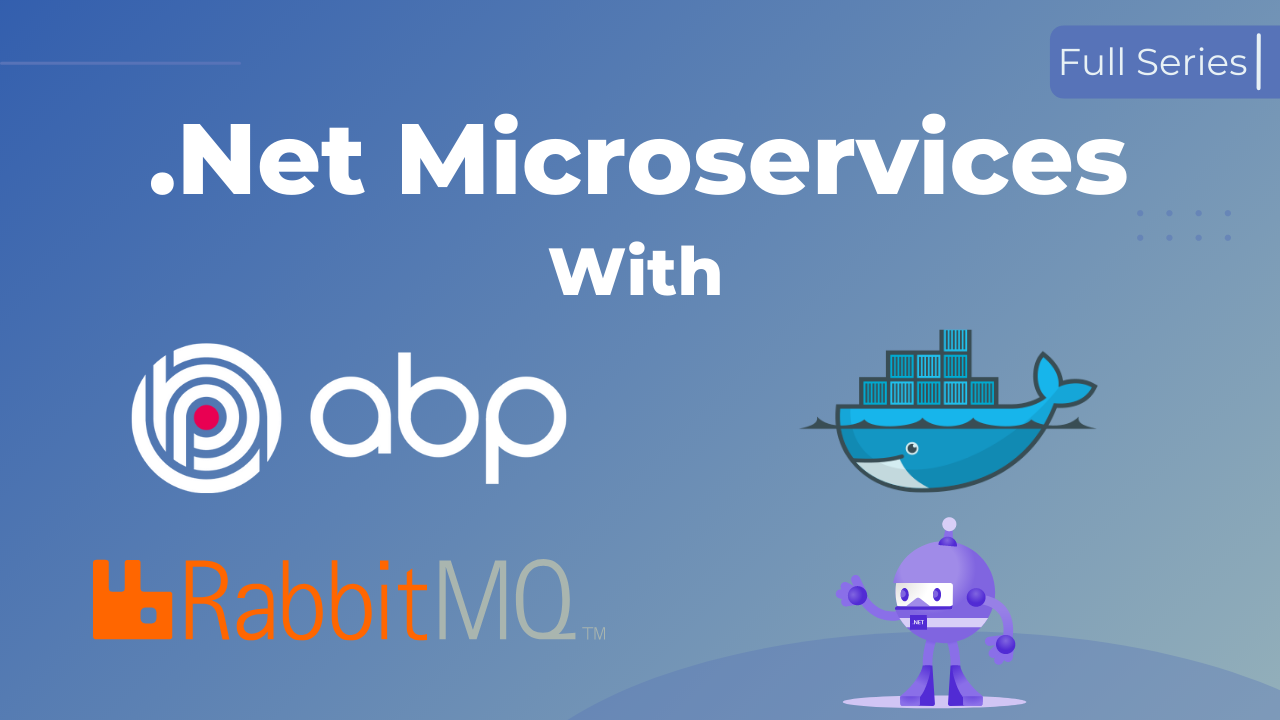 Full Series
.Net Microservices
With
abp
RabbitMQ™
.NET